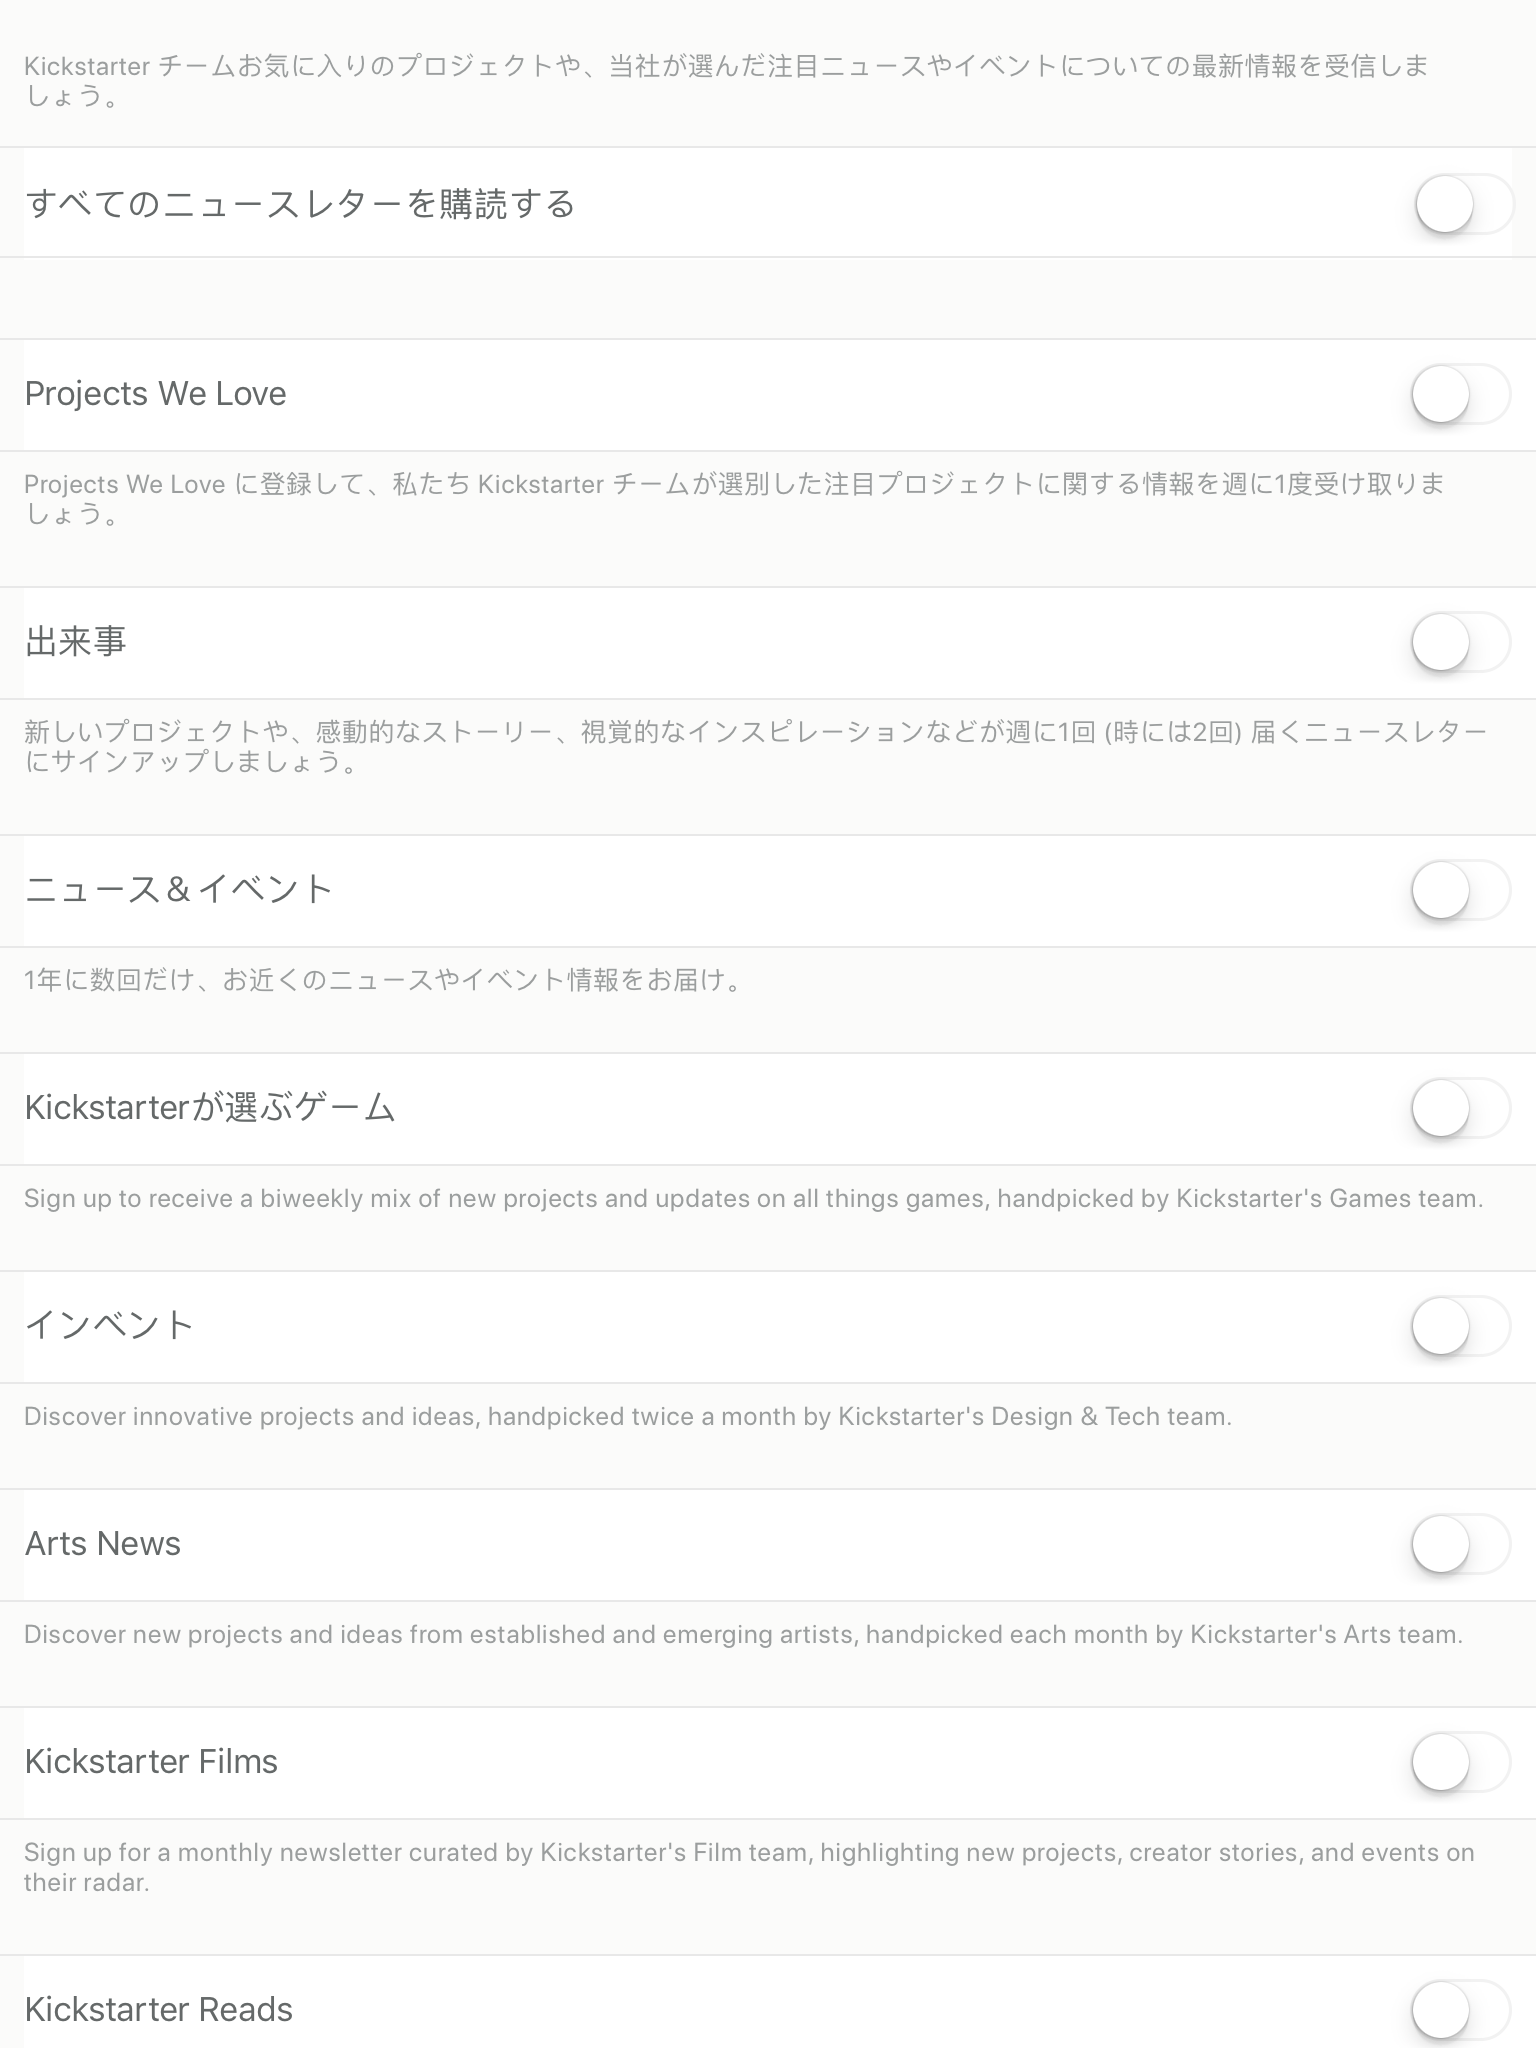 Kickstarter チームお気に入りのプロジェクトや、当社が選んだ注目ニュースやイベントについての最新情報を受信しま
しょう。
すべてのニュースレターを購読する
Projects We Love
Projects We Love に登録して、私たち Kickstarter チームが選別した注目プロジェクトに関する情報を週に1度受け取りま
しょう。
出来事
新しいプロジェクトや、感動的なストーリー、視覚的なインスピレーションなどが週に1回 (時には2回) 届くニュースレター
にサインアップしましょう。
ニュース＆イベント
1年に数回だけ、お近くのニュースやイベント情報をお届け。
Kickstarterが選ぶゲーム
Sign up to receive a biweekly mix of new projects and updates on all things games, handpicked by Kickstarter's Games team.
インベント
Discover innovative projects and ideas, handpicked twice a month by Kickstarter's Design & Tech team.
Arts News
Discover new projects and ideas from established and emerging artists, handpicked each month by Kickstarter's Arts team.
Kickstarter Films
Sign up for a monthly newsletter curated by Kickstarter's Film team, highlighting new projects, creator stories, and events on
their radar.
Kickstarter Reads